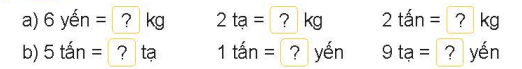 a) 6 yến = ? kg 2 tạ = ? kg 2 tấn = ? kg
b) 5 tấn = ? tạ 1 tấn = ? yến 9 tạ = ? yến